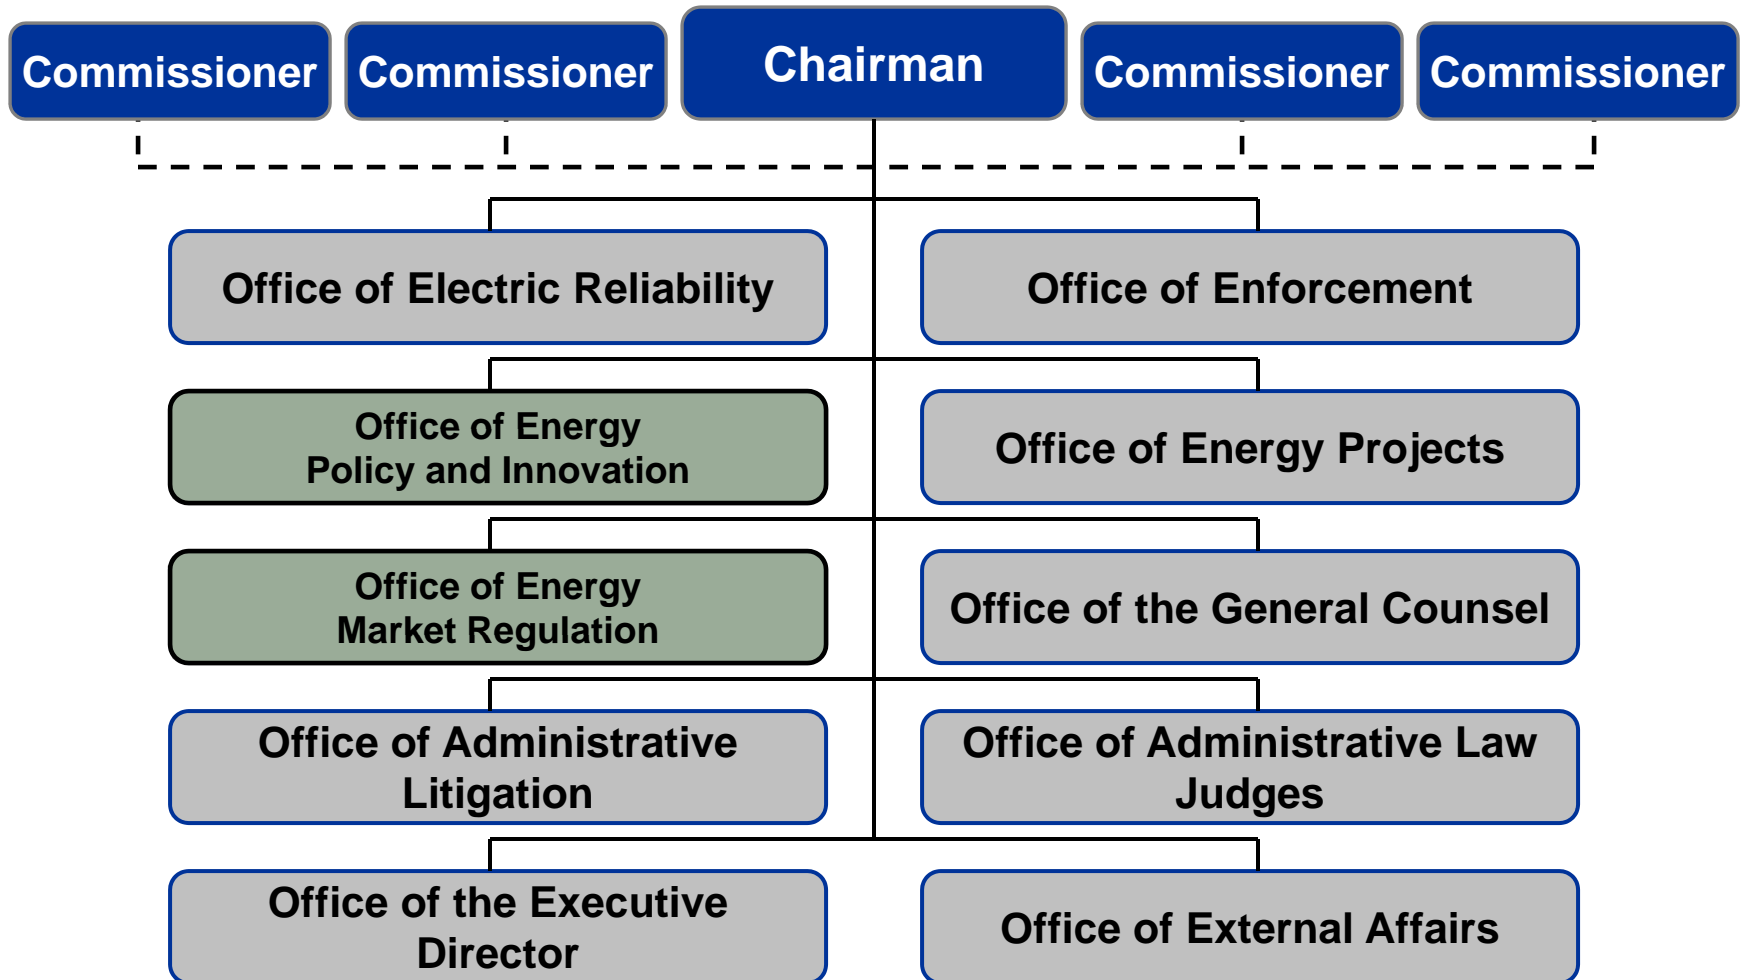 Commissioner
Commissioner
Chairman
Commissioner
Commissioner
Office of Electric Reliability
Office of Enforcement
Office of Energy
Policy and Innovation
Office of Energy Projects
Office of Energy
Market Regulation
Office of the General Counsel
Office of Administrative
Litigation
Office of Administrative Law
Judges
Office of the Executive
Director
Office of External Affairs